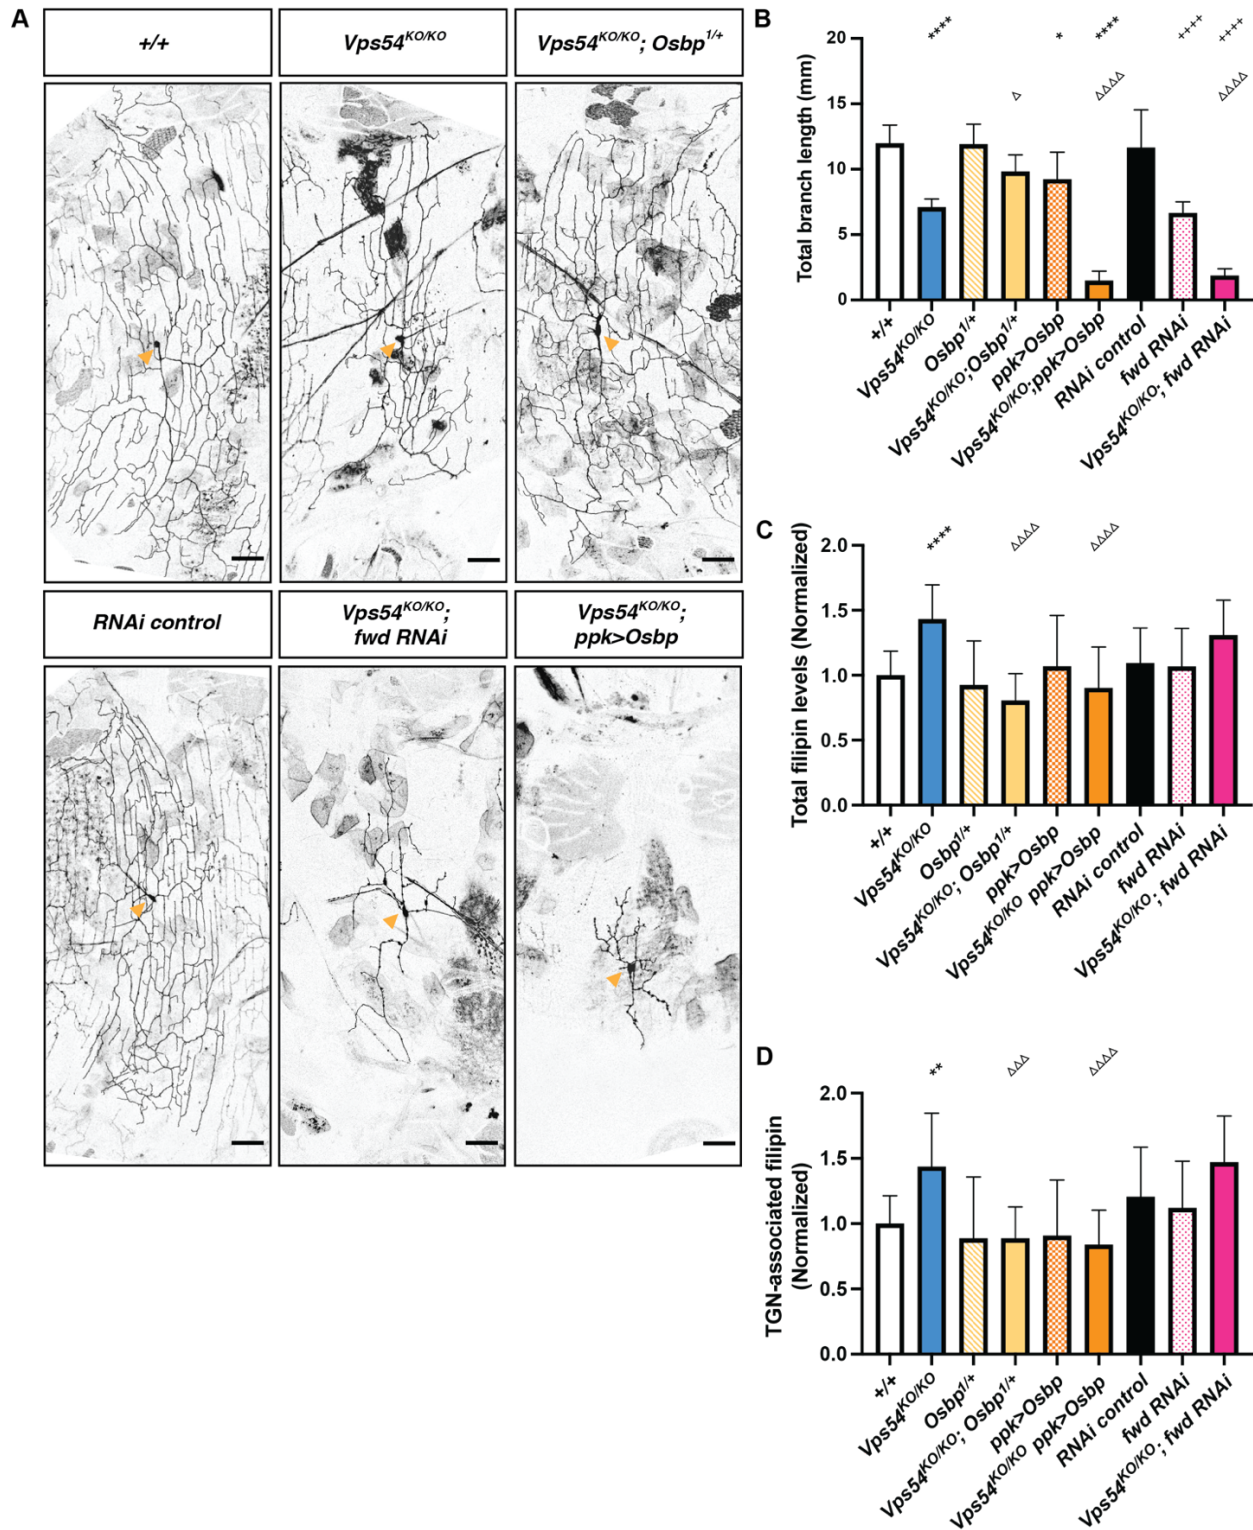 A
+/+
Vps54KO/KO
Vps54KO/KO; Osbp1/+
RNAi control
Vps54KO/KO;
fwd RNAi
Vps54KO/KO;
ppk>Osbp
B
Total branch length (mm)
20
15
10
5
0
****
*
****
++++
++++
Δ
ΔΔΔΔ
ΔΔΔΔ
+/+
Vps54KO/KO
Osbp1/+
Vps54KO/KO;Osbp1/+
ppk>Osbp
Vps54KO/KO;ppk>Osbp
RNAi control
fwd RNAi
Vps54KO/KO; fwd RNAi
C
Total filipin levels (Normalized)
2.0
1.5
1.0
0.5
0.0
****
ΔΔΔΔ
ΔΔΔΔ
+/+
Vps54KO/KO
Osbp1/+
Vps54KO/KO; Osbp1/+
ppk>Osbp
Vps54KO/KO ppk>Osbp
RNAi control
fwd RNAi
Vps54KO/KO; fwd RNAi
D
TGN-associated filipin
(Normalized)
2.0
1.5
1.0
0.5
0.0
**
ΔΔΔ
ΔΔΔΔ
+/+
Vps54KO/KO
Osbp1/+
Vps54KO/KO; Osbp1/+
ppk>Osbp
Vps54KO/KO ppk>Osbp
RNAi control
fwd RNAi
Vps54KO/KO; fwd RNAi